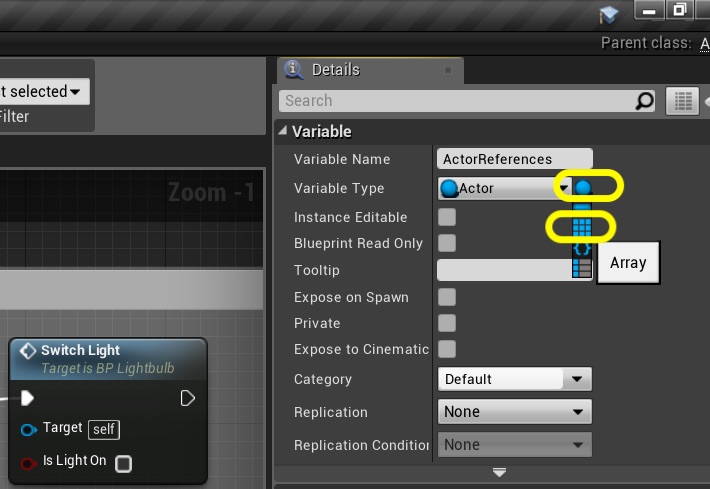 Parent class: A
t selected
Filter
Details
Search
Variable
Zoom -1
Variable Name ActorReferences
Variable Type Actor
Instance Editable
Blueprint Read Only
Tooltip
Array
Expose on Spawn
Private
Expose to Cinematic
Category Default
Replication None
Replication Condition None
Switch Light
Target is BP Lightbulb
Target self
Is Light On